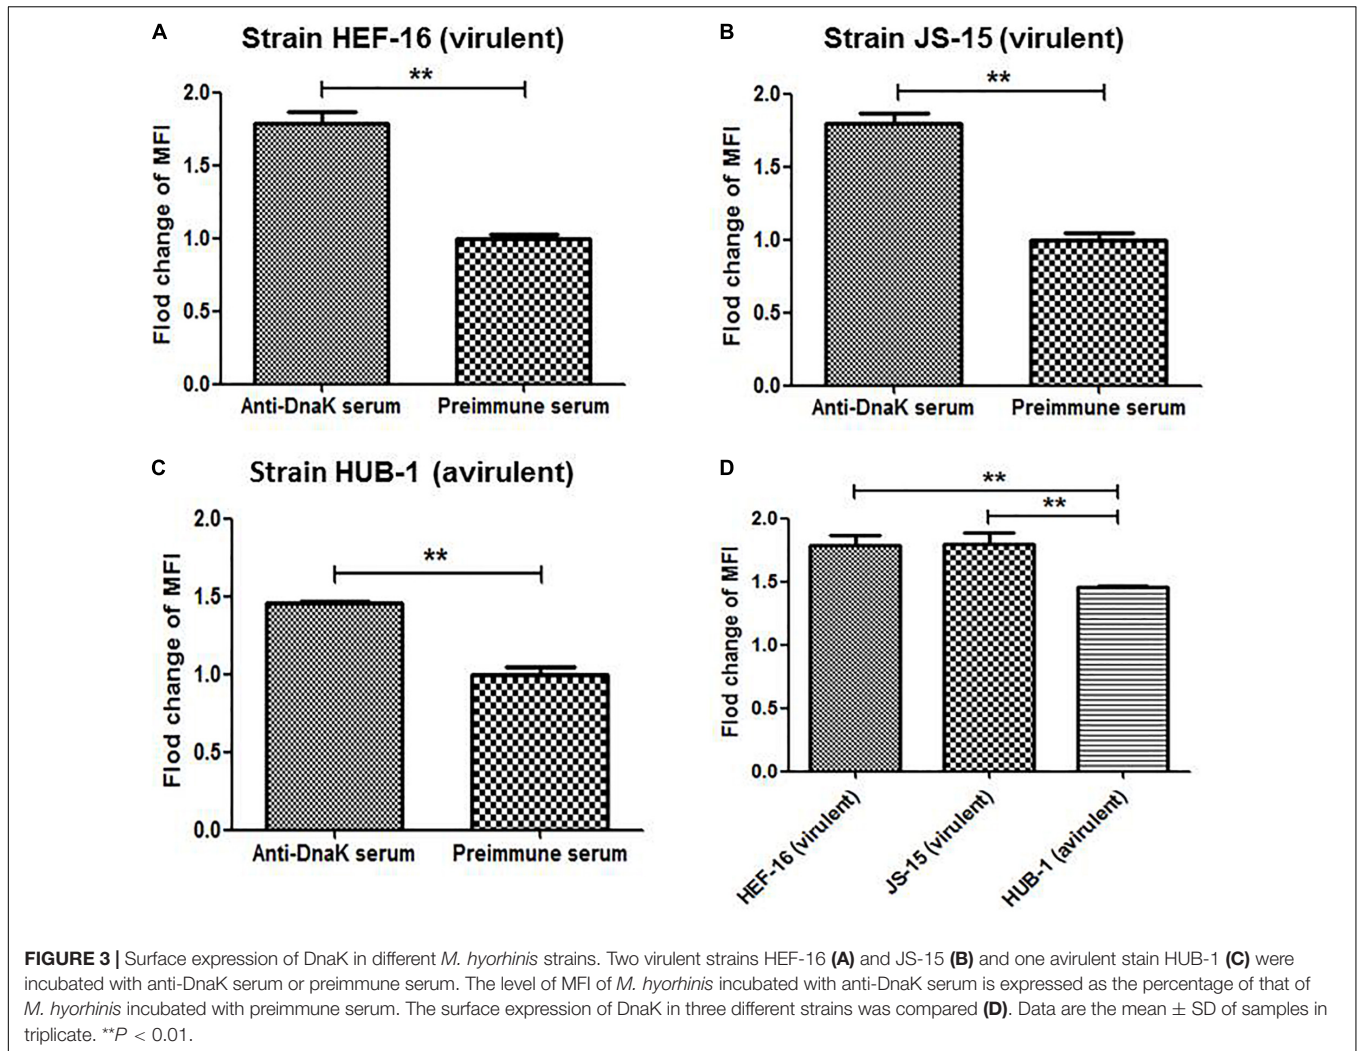 A
Strain HEF-16 (virulent)
**
Flod change of MFI
2.0
1.5
1.0
0.5
0.0
Anti-DnaK serum
Preimmune serum
B
Strain JS-15 (virulent)
**
Flod change of MFI
2.0
1.5
1.0
0.5
0.0
Anti-DnaK serum
Preimmune serum
C
Strain HUB-1 (avirulent)
**
Flod change of MFI
2.0
1.5
1.0
0.5
0.0
Anti-DnaK serum
Preimmune serum
D
**
**
Flod change of MFI
2.0
1.5
1.0
0.5
0.0
HEF-16 (virulent)
JS-15 (virulent)
HUB-1 (avirulent)
FIGURE 3 | Surface expression of DnaK in different M. hyorhinis strains. Two virulent strains HEF-16 (A) and JS-15 (B) and one avirulent stain HUB-1 (C) were
incubated with anti-DnaK serum or preimmune serum. The level of MFI of M. hyorhinis incubated with anti-DnaK serum is expressed as the percentage of that of
M. hyorhinis incubated with preimmune serum. The surface expression of DnaK in three different strains was compared (D). Data are the mean ± SD of samples in
triplicate. **P < 0.01.